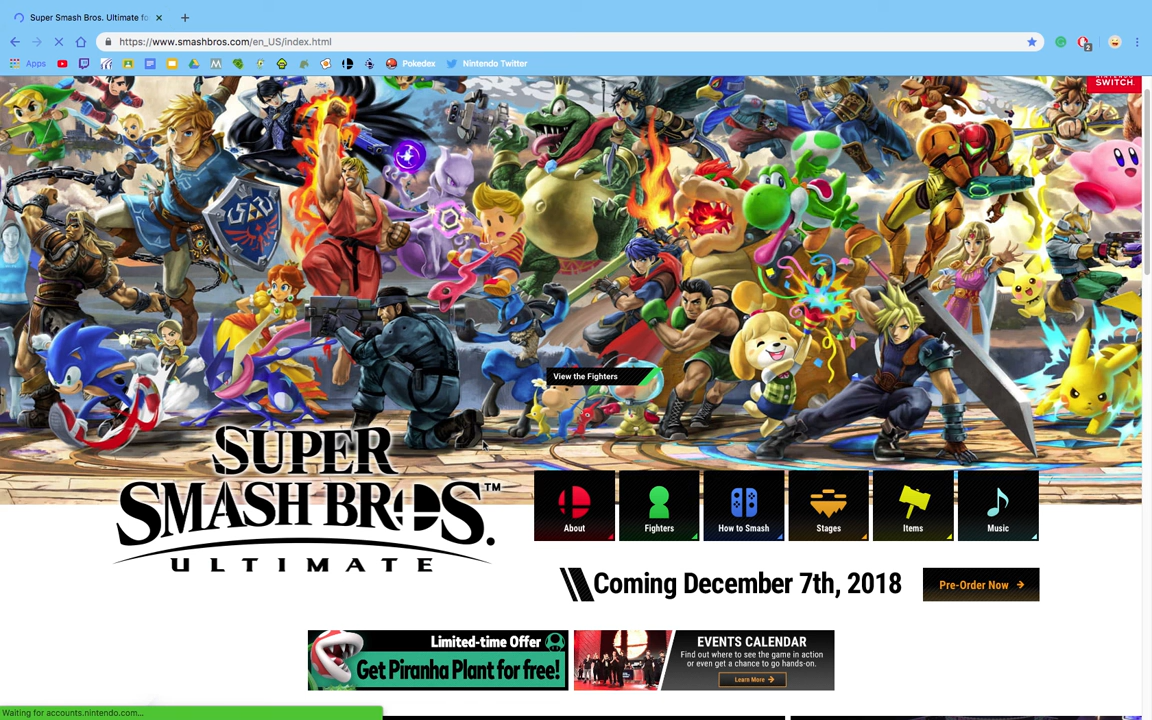 Super Smash Bros. Ultimate fo
https://www.smashbros.com/en_US/index.html
2
Apps
Pokedex
Nintendo Twitter
SWITCH
View the Fighters
SUPER
SMASH BROS.™
ULTIMATE
About
Fighters
How to Smash
Stages
Items
Music
Coming December 7th, 2018
Pre-Order Now
Limited-time Offer
Get Piranha Plant for free!
EVENTS CALENDAR
Find out where to see the game in action
or even get a chance to go hands-on.
Learn More
Waiting for accounts.nintendo.com...